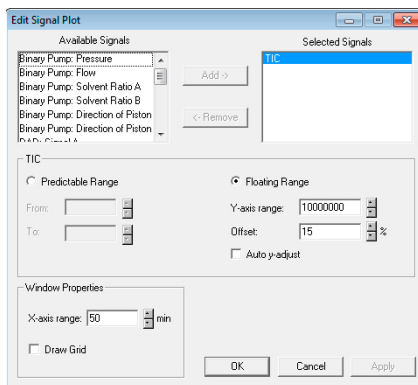 Edit Signal Plot
Available Signals
Selected Signals
Binary Pump: Pressure
Binary Pump: Flow
Binary Pump: Solvent Ratio A
Binary Pump: Solvent Ratio B
Binary Pump: Direction of Piston
Binary Pump: Direction of Piston
DAD: Signal A
Add ->
<- Remove
TIC
TIC
Predictable Range
Floating Range
From:
Y-axis range: 10000000
To:
Offset: 15 %
Auto y-adjust
Window Properties
X-axis range: 50 min
Draw Grid
OK
Cancel
Apply